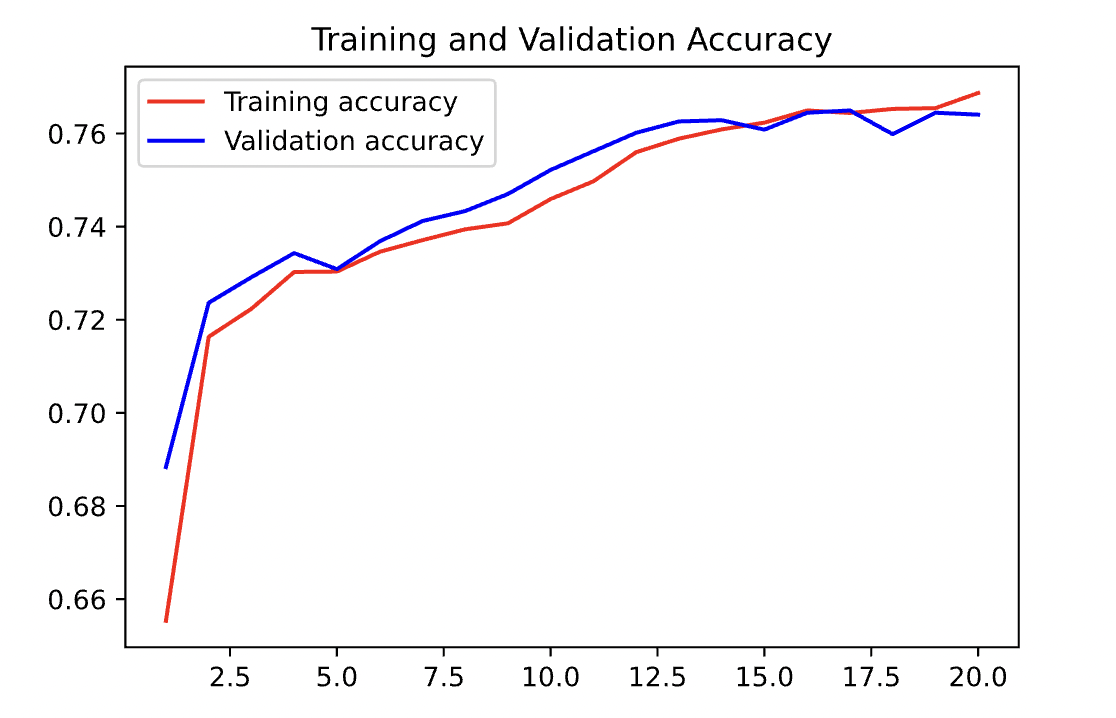 Training and Validation Accuracy
Training accuracy
Validation accuracy
0.76
0.74
0.72
0.70
0.68
0.66
2.5 5.0 7.5 10.0 12.5 15.0 17.5 20.0